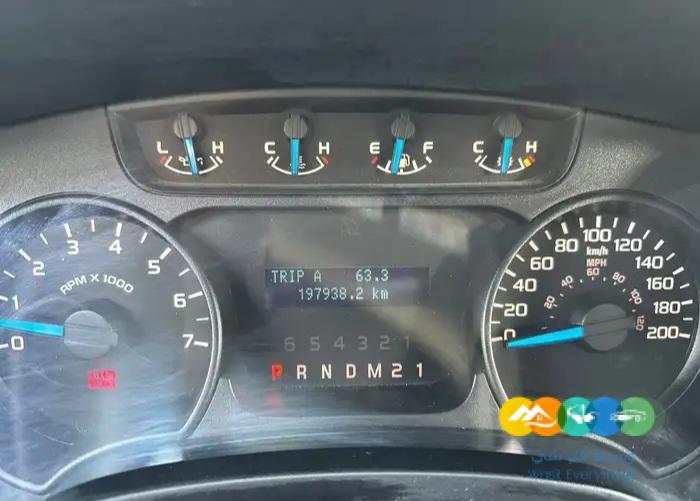 L H C H E F C H
0 1 2 3 4 5 6 7
RPM X 1000
TRIP A 63.3
197938.2 km
6 5 4 3 2 1
P R N D M 2 1
0 20 40 60 80 100 120 140 160 180 200
km/h
MPH
20 40 60 80 100 120
Wasit Everything